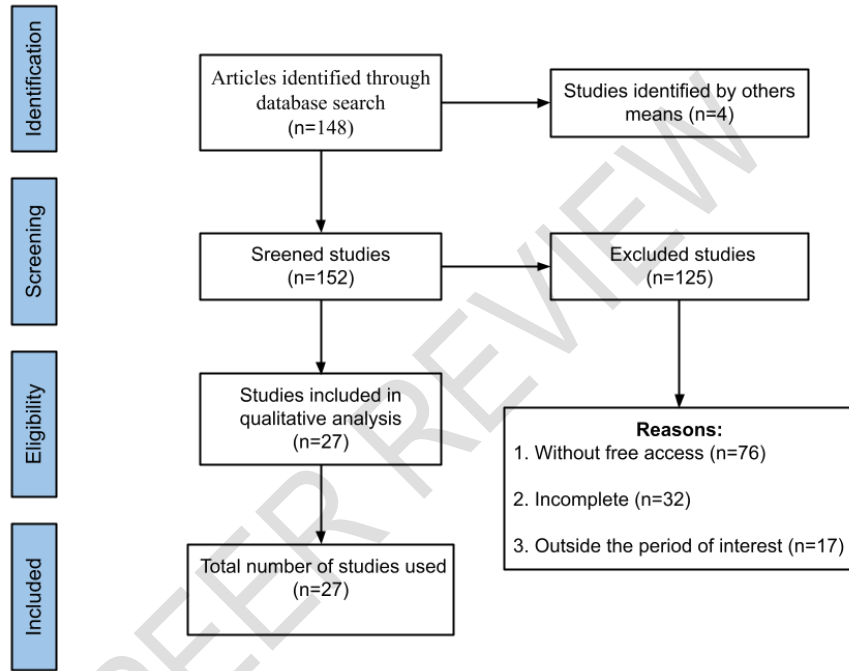 Identification
Articles identified through
database search
(n=148)
Studies identified by others
means (n=4)
Screening
Sreened studies
(n=152)
Excluded studies
(n=125)
Eligibility
Studies included in
qualitative analysis
(n=27)
Reasons:
1. Without free access (n=76)
2. Incomplete (n=32)
3. Outside the period of interest (n=17)
Included
Total number of studies used
(n=27)
PEER REVIEW